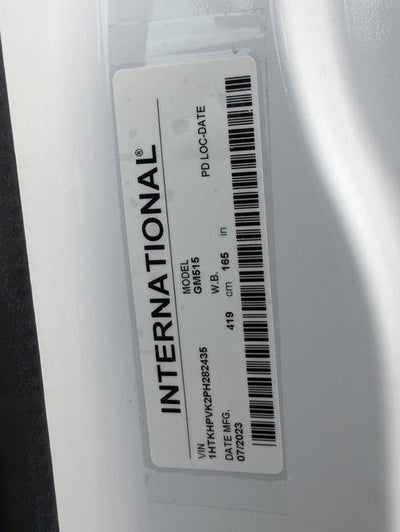 INTERNATIONAL®
VIN MODEL PD LOC-DATE
1HTKHPVK2PH282435 GM515
DATE MFG. W.B.
07/2023 419 cm 165 in